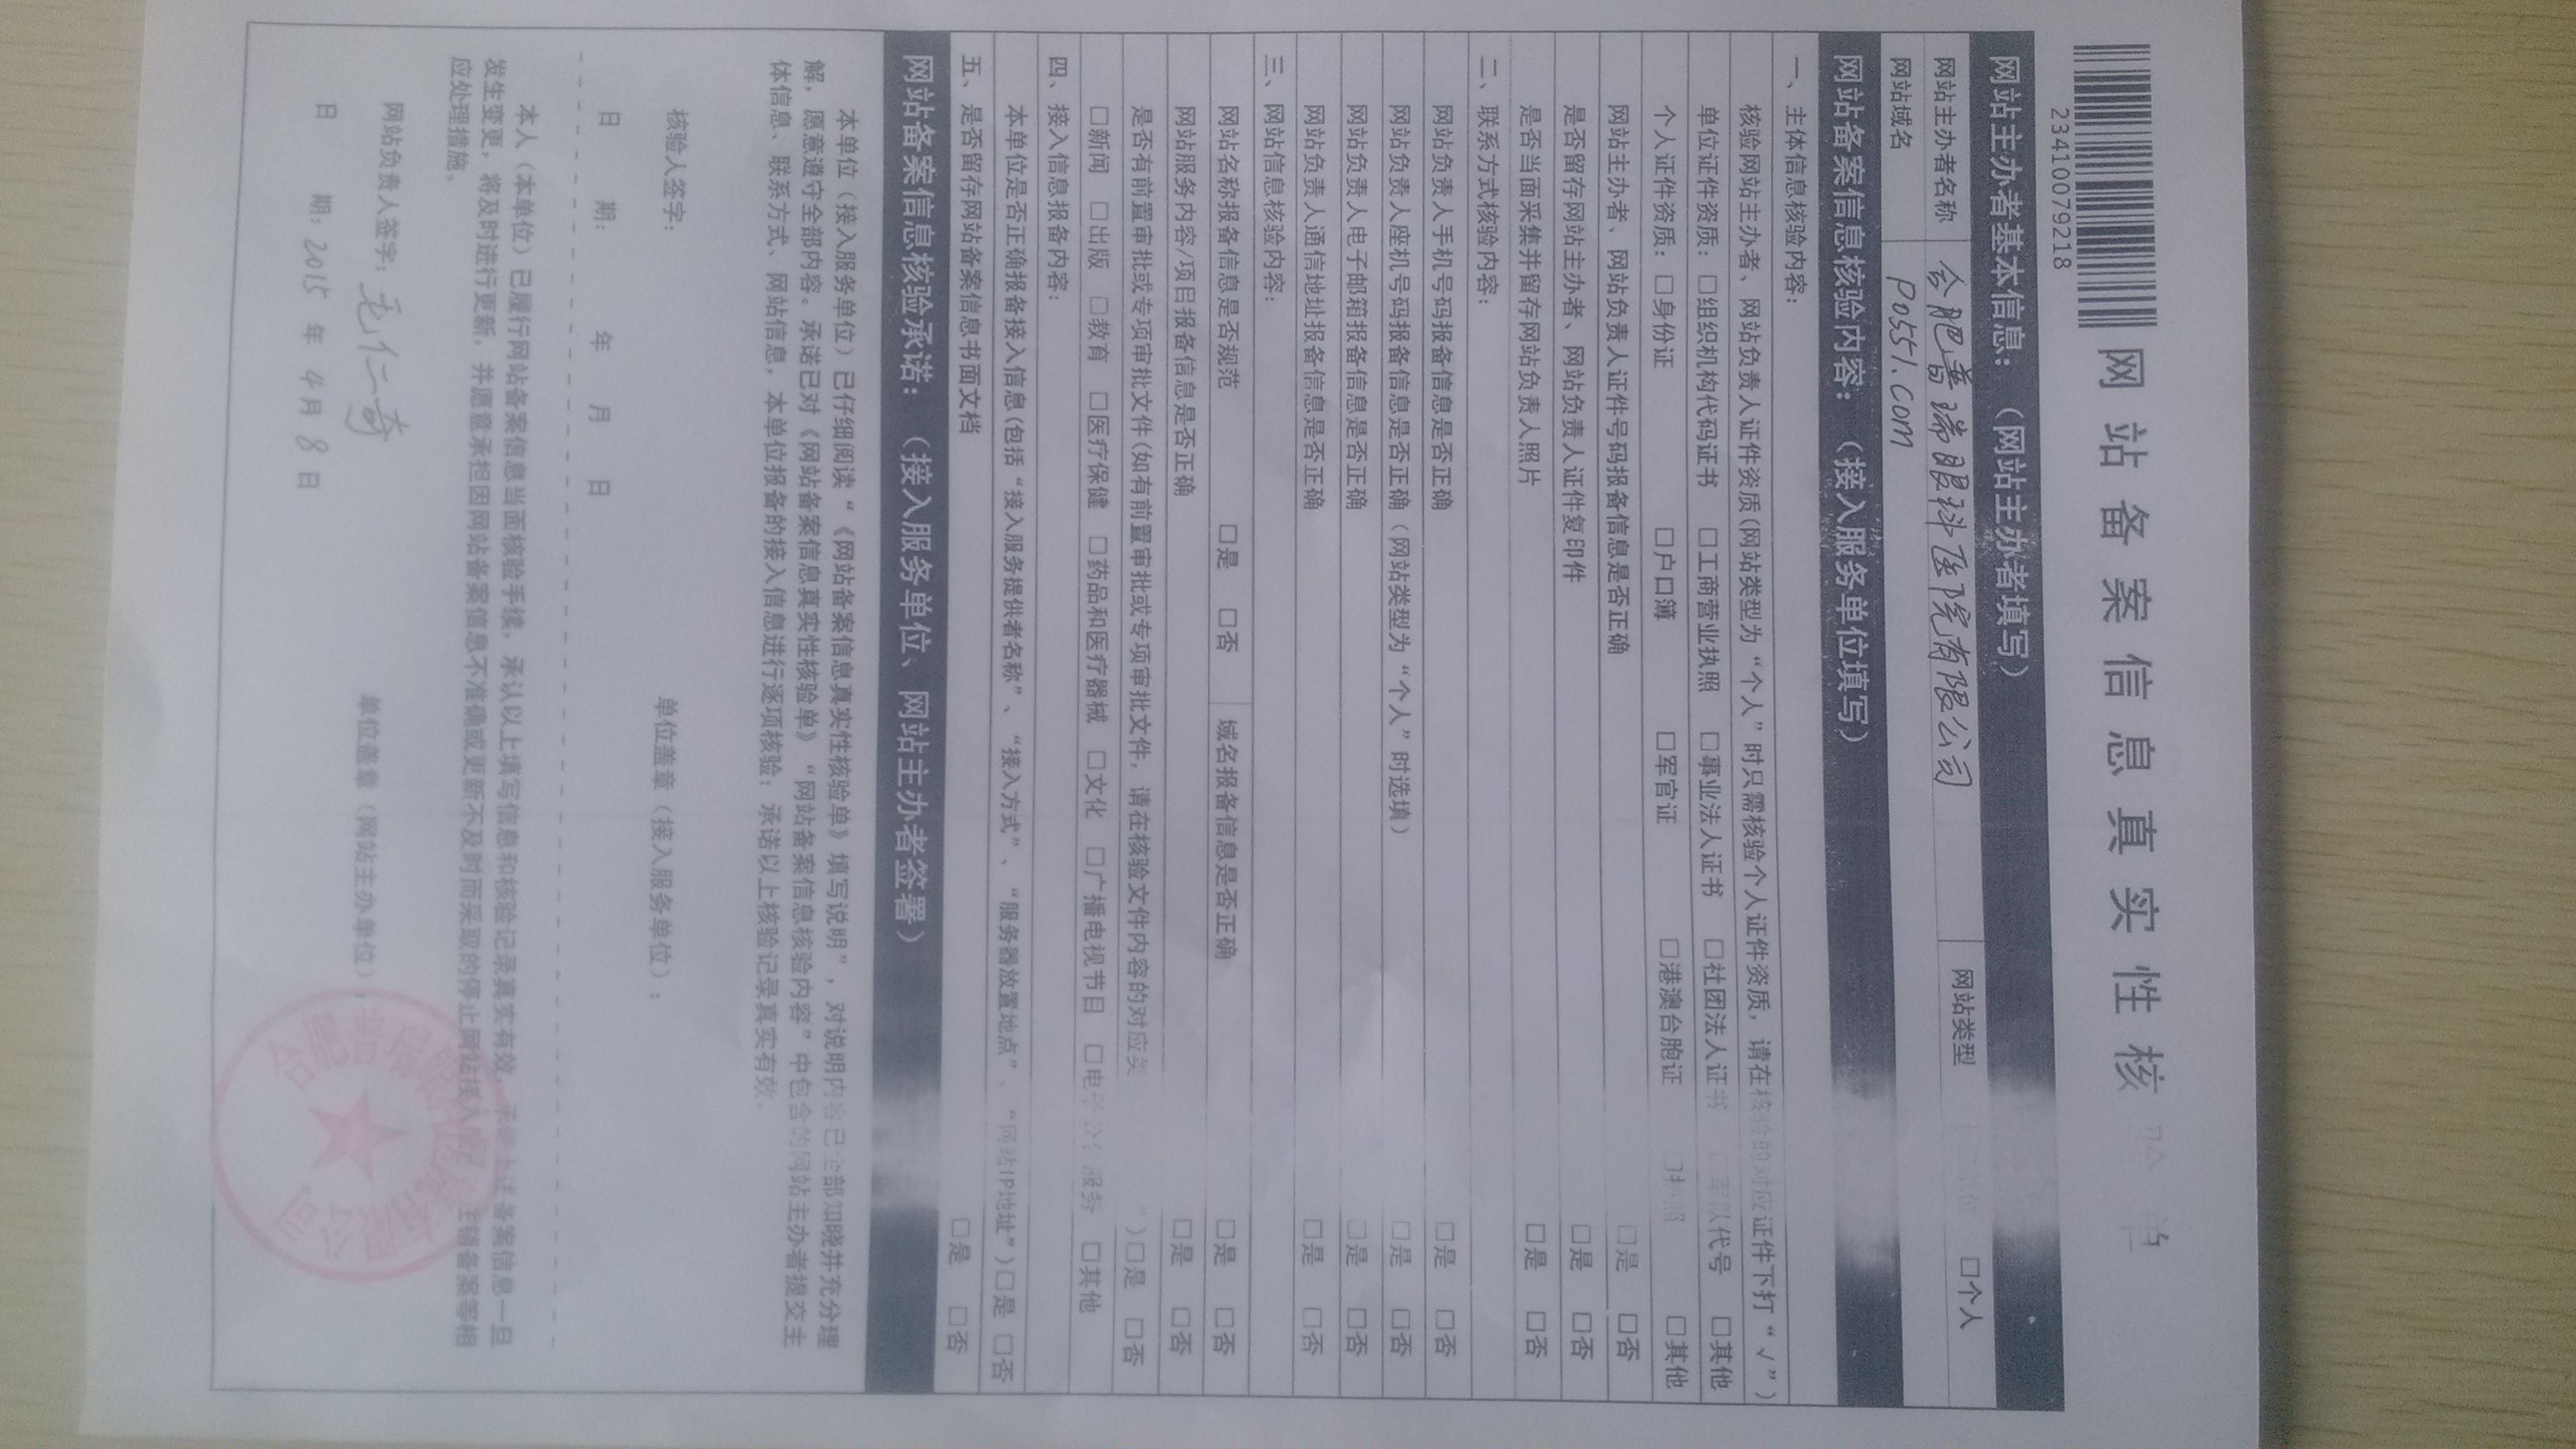 23410079218
网站备案信息真实性核
网站主办者基本信息：（网站主办者填写）
网站主办者名称 合肥普瑞眼科医院有限公司 网站类型 □个人
网站域名 po551.com
网站备案信息核验内容：（接入服务单位填写）
一、主体信息核验内容：
核验网站主办者、网站负责人证件资质(网站类型为“个人”时只需核验个人证件资质，请在核验的对应证件下打“√”)
单位证件资质：□组织机构代码证书 □工商营业执照 □事业法人证书 □社团法人证书 代号 □其他
个人证件资质：□身份证 □户口簿 □军官证 □港澳台胞证 □其他
网站主办者、网站负责人证件号码报备信息是否正确 □是 □否
是否留存网站主办者、网站负责人证件复印件 □是 □否
是否当面采集并留存网站负责人照片 □是 □否
二、联系方式核验内容：
网站负责人手机号码报备信息是否正确 □是 □否
网站负责人座机号码报备信息是否正确（网站类型为“个人”时选填） □是 □否
网站负责人电子邮箱报备信息是否正确 □是 □否
网站负责人通信地址报备信息是否正确 □是 □否
三、网站信息核验内容：
网站名称报备信息是否规范 □是 □否 域名报备信息是否正确 □是 □否
网站服务内容/项目报备信息是否正确 □是 □否
是否有前置审批或专项审批文件(如有前置审批或专项审批文件，请在核验文件内容的对应 ”)□是 □否
□新闻 □出版 □教育 □医疗保健 □药品和医疗器械 □文化 □广播电视节目 □电子公告服务 □其他
四、接入信息报备内容：
本单位是否正确报备接入信息(包括“接入服务提供者名称”、“接入方式”、“服务器放置地点”、“网站IP地址”)□是 □否
五、是否留存网站备案信息书面文档 □是 □否
网站备案信息核验承诺：（接入服务单位、网站主办者签署）
本单位（接入服务单位）已仔细阅读“《网站备案信息真实性核验单》填写说明”，对说明内容已全部知晓并充分理
解，愿意遵守全部内容。承诺已对《网站备案信息真实性核验单》“网站备案信息核验内容”中包含的网站主办者提交主
体信息、联系方式、网站信息，本单位报备的接入信息进行逐项核验；承诺以上核验记录真实有效。
核验人签字： 单位盖章（接入服务单位）：
日 期： 年 月 日
本人（本单位）已履行网站备案信息当面核验手续，承认以上填写信息和核验记录真实有效，承诺上述备案信息一旦
发生变更，将及时进行更新，并愿意承担因网站备案信息不准确或更新不及时而采取的停止网站接入服务、注销备案等相
应处理措施。
网站负责人签字：毛仁奇 单位盖章（网站主办单位）：
日 期：2015 年 4 月 8 日
合肥普瑞眼科医院有限公司